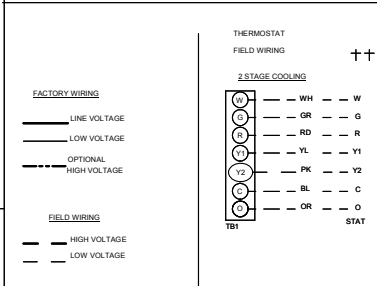 FACTORY WIRING
LINE VOLTAGE
LOW VOLTAGE
OPTIONAL
HIGH VOLTAGE
FIELD WIRING
HIGH VOLTAGE
LOW VOLTAGE
THERMOSTAT
FIELD WIRING ††
2 STAGE COOLING
W WH W
G GR G
R RD R
Y1 YL Y1
Y2 PK Y2
C BL C
O OR O
TB1 STAT